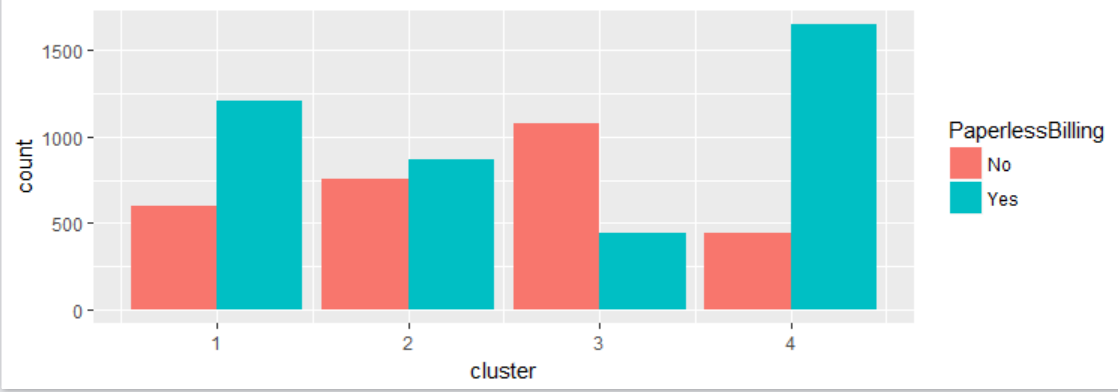 1500
1000
500
0
count
1
2
3
4
cluster
PaperlessBilling
No
Yes